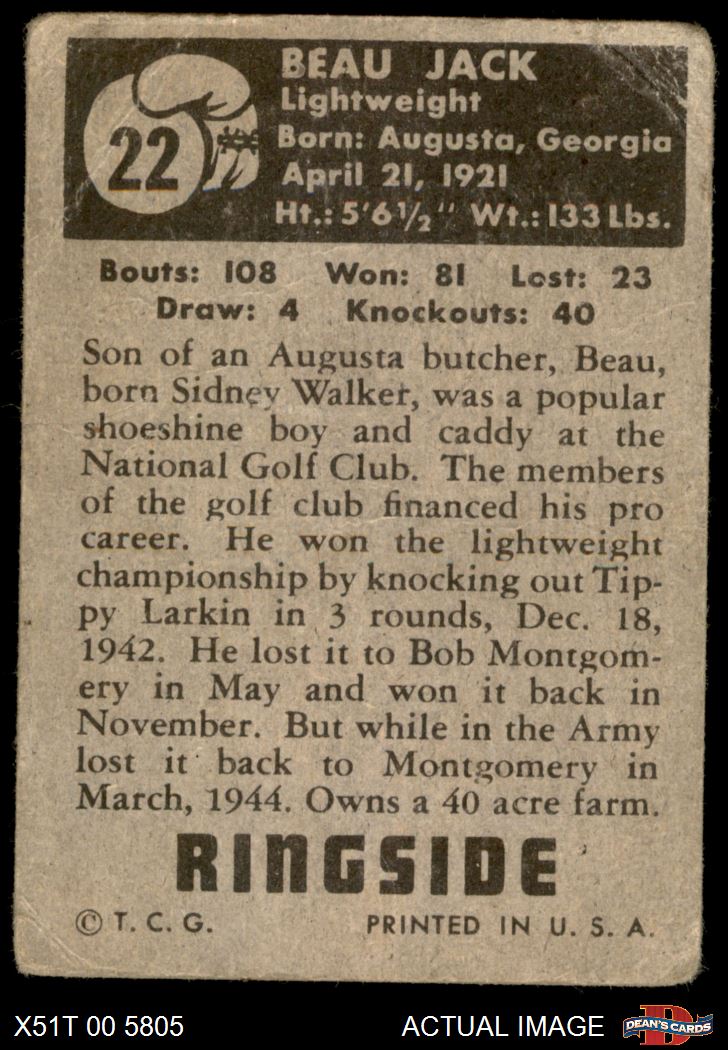 22
BEAU JACK
Lightweight
Born: Augusta, Georgia
April 21, 1921
Ht.: 5'6 1/2" Wt.: 133 Lbs.
Bouts: 108 Won: 81 Lost: 23
Draw: 4 Knockouts: 40
Son of an Augusta butcher, Beau,
born Sidney Walker, was a popular
shoeshine boy and caddy at the
National Golf Club. The members
of the golf club financed his pro
career. He won the lightweight
championship by knocking out Tip-
py Larkin in 3 rounds, Dec. 18,
1942. He lost it to Bob Montgom-
ery in May and won it back in
November. But while in the Army
lost it back to Montgomery in
March, 1944. Owns a 40 acre farm.
RINGSIDE
© T. C. G. PRINTED IN U. S. A.
X51T 00 5805 ACTUAL IMAGE D DEAN'S CARDS